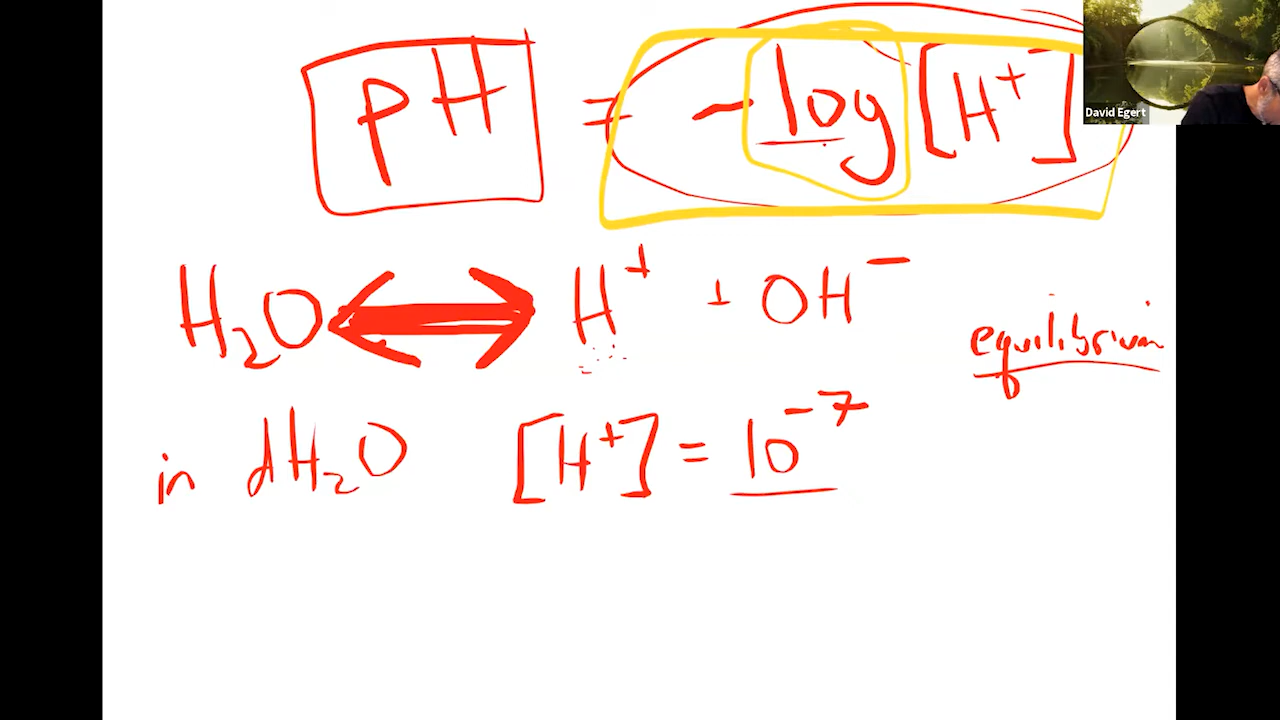 pH = -log [H⁺]
David Egert
H₂O ⟷ H⁺ + OH⁻
equilibrium
in dH₂O [H⁺] = 10⁻⁷